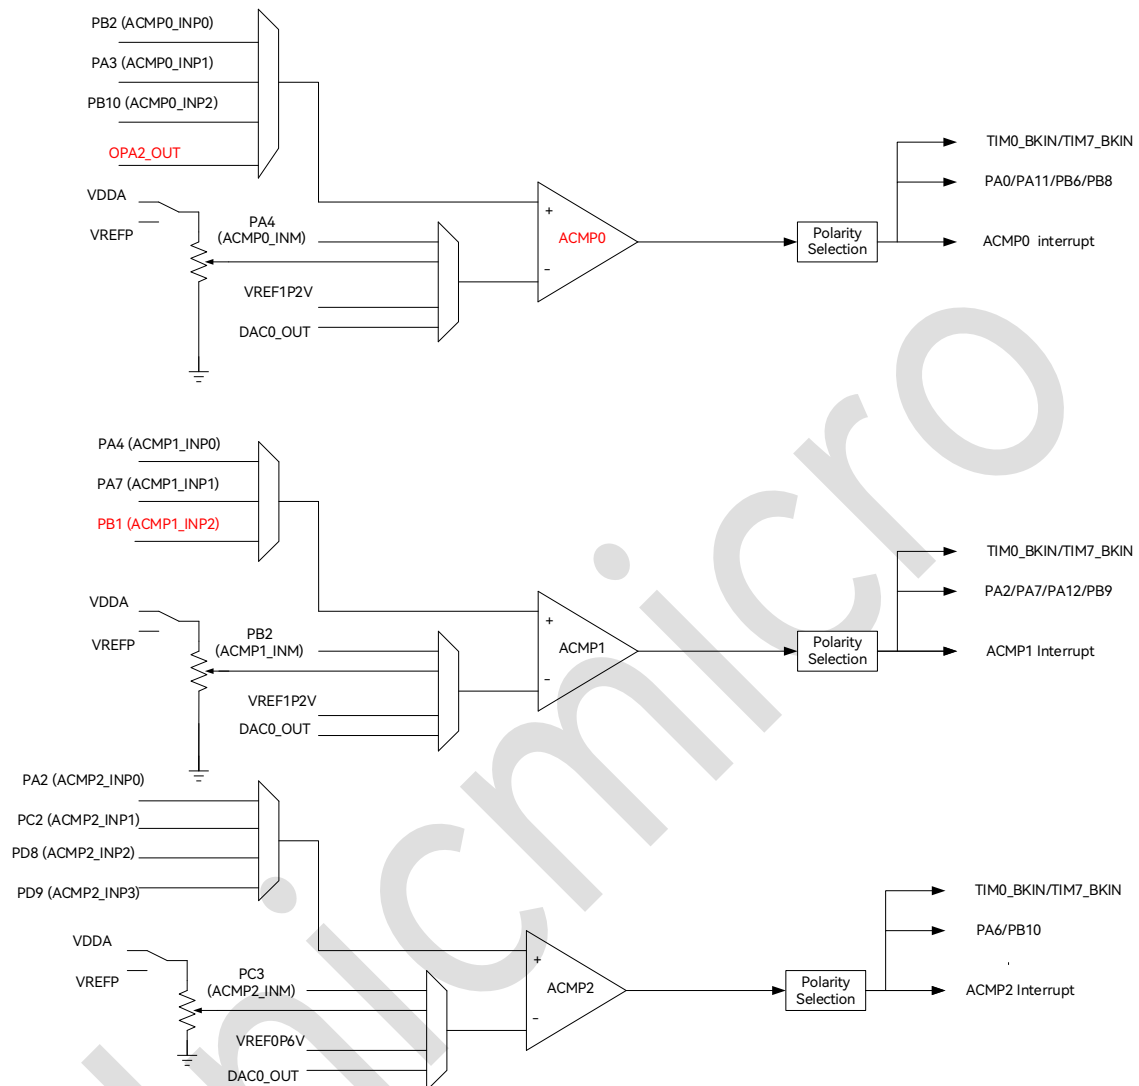 PB2 (ACMP0_INP0)
PA3 (ACMP0_INP1)
PB10 (ACMP0_INP2)
OPA2_OUT
VDDA
VREFP
PA4
(ACMP0_INM)
VREF1P2V
DAC0_OUT
+
-
ACMP0
Polarity
Selection
TIM0_BKIN/TIM7_BKIN
PA0/PA11/PB6/PB8
ACMP0 interrupt
PA4 (ACMP1_INP0)
PA7 (ACMP1_INP1)
PB1 (ACMP1_INP2)
VDDA
VREFP
PB2
(ACMP1_INM)
VREF1P2V
DAC0_OUT
+
-
ACMP1
Polarity
Selection
TIM0_BKIN/TIM7_BKIN
PA2/PA7/PA12/PB9
ACMP1 Interrupt
PA2 (ACMP2_INP0)
PC2 (ACMP2_INP1)
PD8 (ACMP2_INP2)
PD9 (ACMP2_INP3)
VDDA
VREFP
PC3
(ACMP2_INM)
VREF0P6V
DAC0_OUT
+
-
ACMP2
Polarity
Selection
TIM0_BKIN/TIM7_BKIN
PA6/PB10
ACMP2 Interrupt
nicmicro